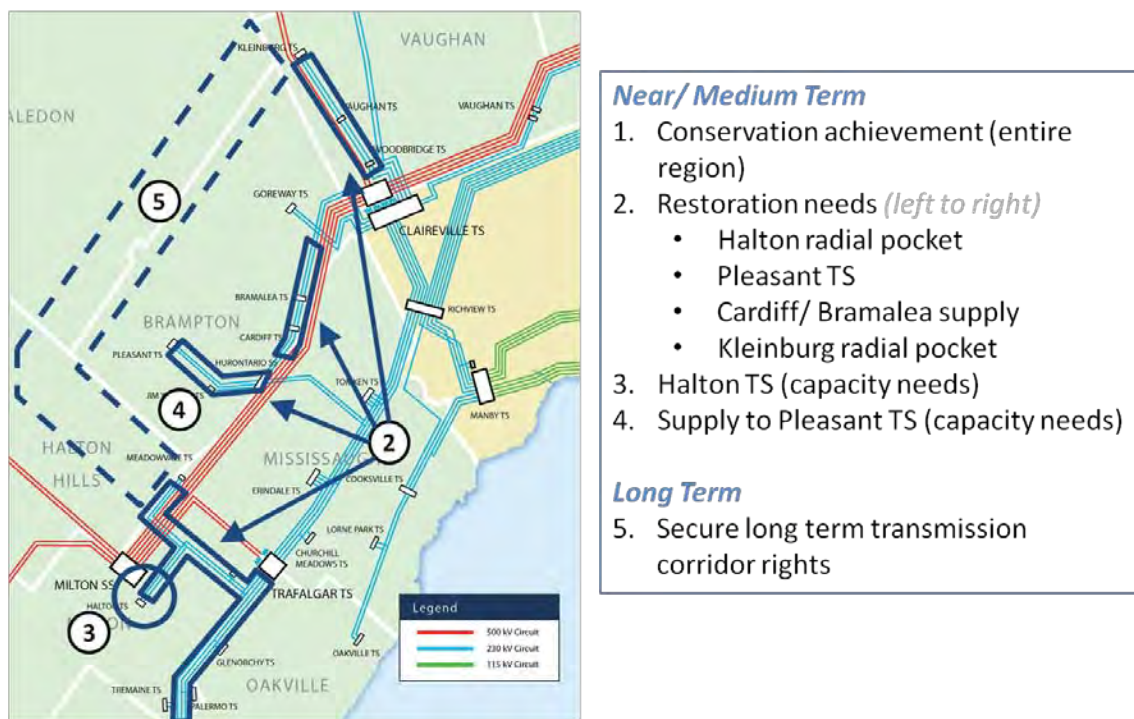 VAUGHAN
KLEINBURG TS
VAUGHAN TS
VAUGHAN TS
WOODBRIDGE TS
GOREWAY TS
CLAIREVILLE TS
5
BRAMALEA TS
RICHVIEW TS
BRAMPTON
CARDIFF TS
PLEASANT TS
HURONTARIO SS
TOMKEN TS
MANBY TS
4
2
HALTON
HILLS
MEADOWVALE TS
MISSISSAUGA
COOKSVILLE TS
ERINDALE TS
LORNE PARK TS
CHURCHILL
MEADOWS TS
MILTON SS
TRAFALGAR TS
HALTON TS
3
GLENORCHY TS
OAKVILLE TS
TREMAINE TS
PALERMO TS
OAKVILLE
Legend
500 kV Circuit
230 kV Circuit
115 kV Circuit
Near/ Medium Term
1. Conservation achievement (entire
region)
2. Restoration needs (left to right)
• Halton radial pocket
• Pleasant TS
• Cardiff/ Bramalea supply
• Kleinburg radial pocket
3. Halton TS (capacity needs)
4. Supply to Pleasant TS (capacity needs)
Long Term
5. Secure long term transmission
corridor rights